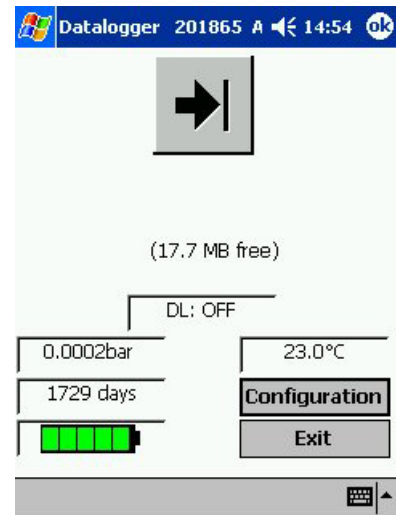 Datalogger 201865 A 14:54 ok
(17.7 MB free)
DL: OFF
0.0002bar 23.0°C
1729 days Configuration
Exit